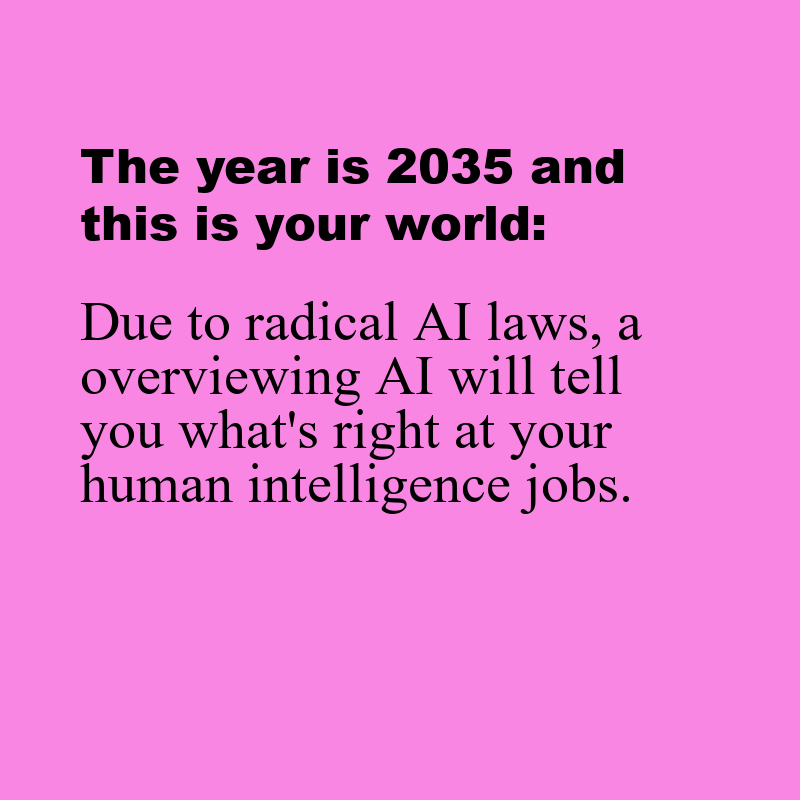 The year is 2035 and
this is your world:
Due to radical AI laws, a
overviewing AI will tell
you what's right at your
human intelligence jobs.